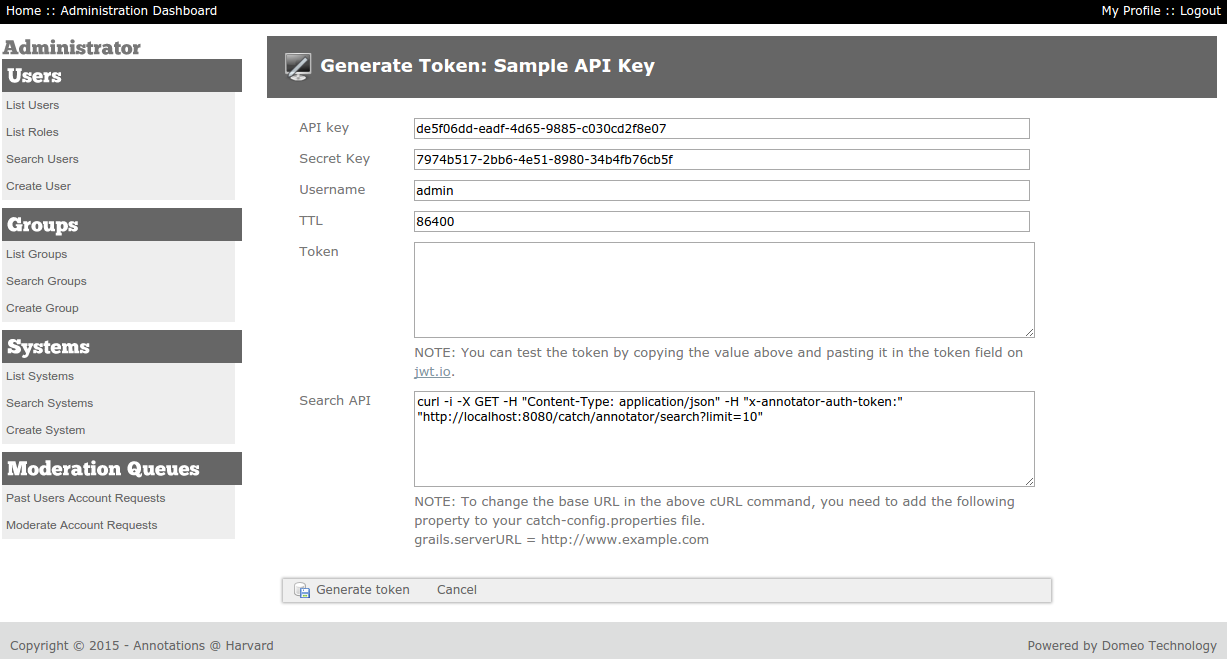 Home :: Administration Dashboard
My Profile :: Logout
Administrator
Users
List Users
List Roles
Search Users
Create User
Groups
List Groups
Search Groups
Create Group
Systems
List Systems
Search Systems
Create System
Moderation Queues
Past Users Account Requests
Moderate Account Requests
Generate Token: Sample API Key
API key
de5f06dd-eadf-4d65-9885-c030cd2f8e07
Secret Key
7974b517-2bb6-4e51-8980-34b4fb76cb5f
Username
admin
TTL
86400
Token
NOTE: You can test the token by copying the value above and pasting it in the token field on
jwt.io.
Search API
curl -i -X GET -H "Content-Type: application/json" -H "x-annotator-auth-token:"
"http://localhost:8080/catch/annotator/search?limit=10"
NOTE: To change the base URL in the above cURL command, you need to add the following
property to your catch-config.properties file.
grails.serverURL = http://www.example.com
Generate token
Cancel
Copyright © 2015 - Annotations @ Harvard
Powered by Domeo Technology